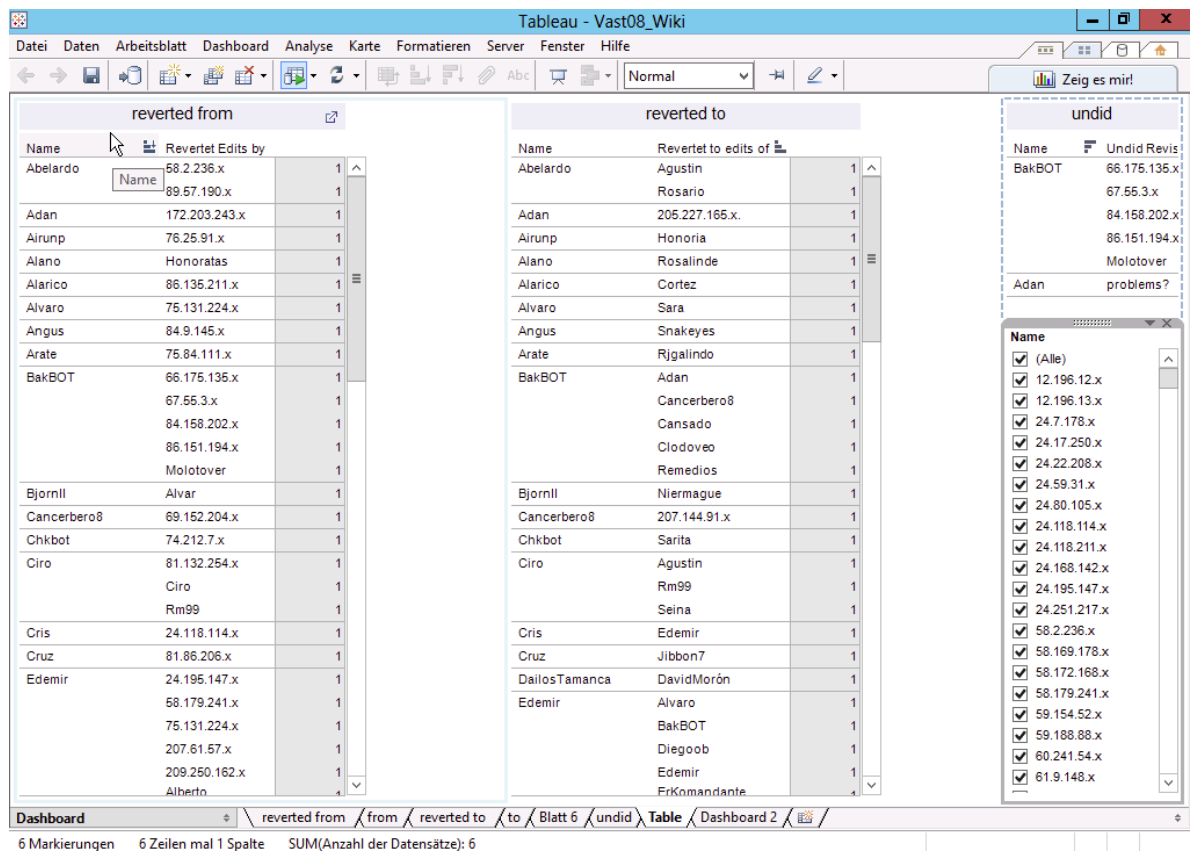 Tableau - Vast08_Wiki
Datei Daten Arbeitsblatt Dashboard Analyse Karte Formatieren Server Fenster Hilfe
Abc Normal Zeig es mir!
reverted from
Name Revertet Edits by
Name
Abelardo 58.2.236.x 1
89.57.190.x 1
Adan 172.203.243.x 1
Airunp 76.25.91.x 1
Alano Honoratas 1
Alarico 86.135.211.x 1
Alvaro 75.131.224.x 1
Angus 84.9.145.x 1
Arate 75.84.111.x 1
BakBOT 66.175.135.x 1
67.55.3.x 1
84.158.202.x 1
86.151.194.x 1
Molotover 1
BjornII Alvar 1
Cancerbero8 69.152.204.x 1
Chkbot 74.212.7.x 1
Ciro 81.132.254.x 1
Ciro 1
Rm99 1
Cris 24.118.114.x 1
Cruz 81.86.206.x 1
Edemir 24.195.147.x 1
58.179.241.x 1
75.131.224.x 1
207.61.57.x 1
209.250.162.x 1
Alberto 1
reverted to
Name Revertet to edits of
Abelardo Agustin 1
Rosario 1
Adan 205.227.165.x. 1
Airunp Honoria 1
Alano Rosalinde 1
Alarico Cortez 1
Alvaro Sara 1
Angus Snakeyes 1
Arate Rjgalindo 1
BakBOT Adan 1
Cancerbero8 1
Cansado 1
Clodoveo 1
Remedios 1
BjornII Niermague 1
Cancerbero8 207.144.91.x 1
Chkbot Sarita 1
Ciro Agustin 1
Rm99 1
Seina 1
Cris Edemir 1
Cruz Jibbon7 1
DailosTamanca DavidMorón 1
Edemir Alvaro 1
BakBOT 1
Diegoob 1
Edemir 1
ErKomandante 1
undid
Name Undid Revis
BakBOT 66.175.135.x
67.55.3.x
84.158.202.x
86.151.194.x
Molotover
Adan problems?
Name
(Alle)
12.196.12.x
12.196.13.x
24.7.178.x
24.17.250.x
24.22.208.x
24.59.31.x
24.80.105.x
24.118.114.x
24.118.211.x
24.168.142.x
24.195.147.x
24.251.217.x
58.2.236.x
58.169.178.x
58.172.168.x
58.179.241.x
59.154.52.x
59.188.88.x
60.241.54.x
61.9.148.x
Dashboard reverted from from reverted to to Blatt 6 undid Table Dashboard 2
6 Markierungen 6 Zeilen mal 1 Spalte SUM(Anzahl der Datensätze): 6